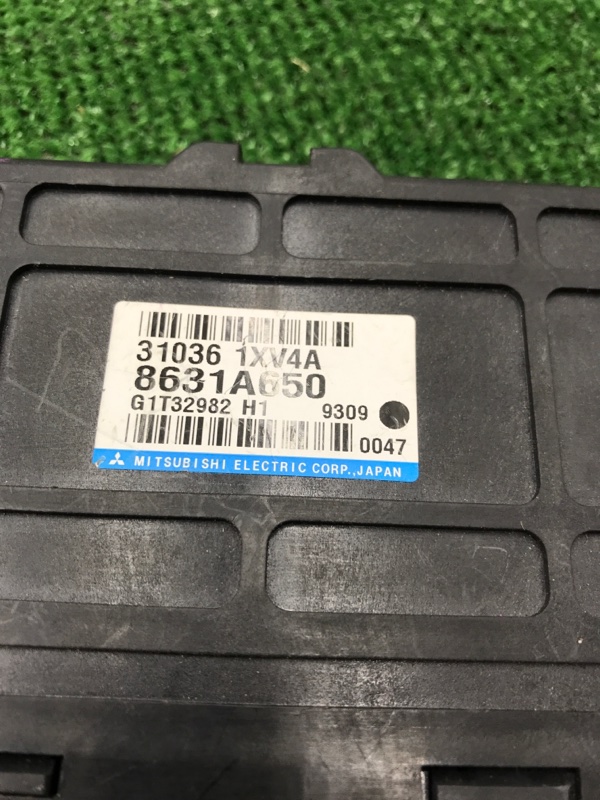 31036 1XV4A
8631A650
G1T32982 H1 9309
0047
MITSUBISHI ELECTRIC CORP., JAPAN